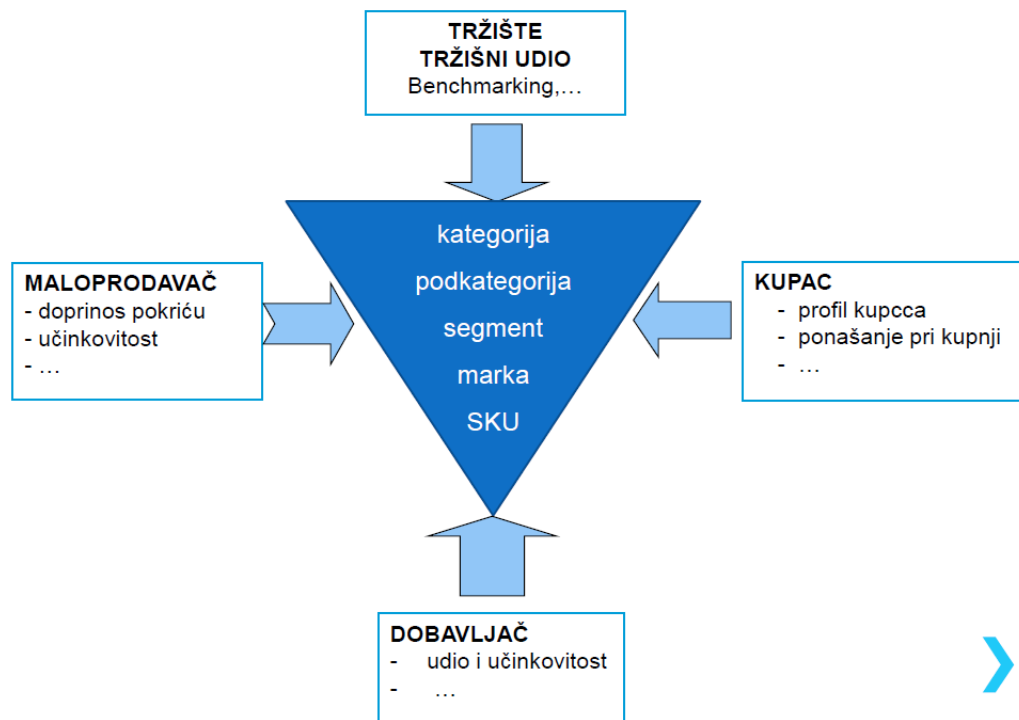 TRŽIŠTE
TRŽIŠNI UDIO
Benchmarking,…
kategorija
podkategorija
segment
marka
SKU
MALOPRODAVAČ
- doprinos pokriću
- učinkovitost
- …
KUPAC
- profil kupcca
- ponašanje pri kupnji
- …
DOBAVLJAČ
- udio i učinkovitost
- …